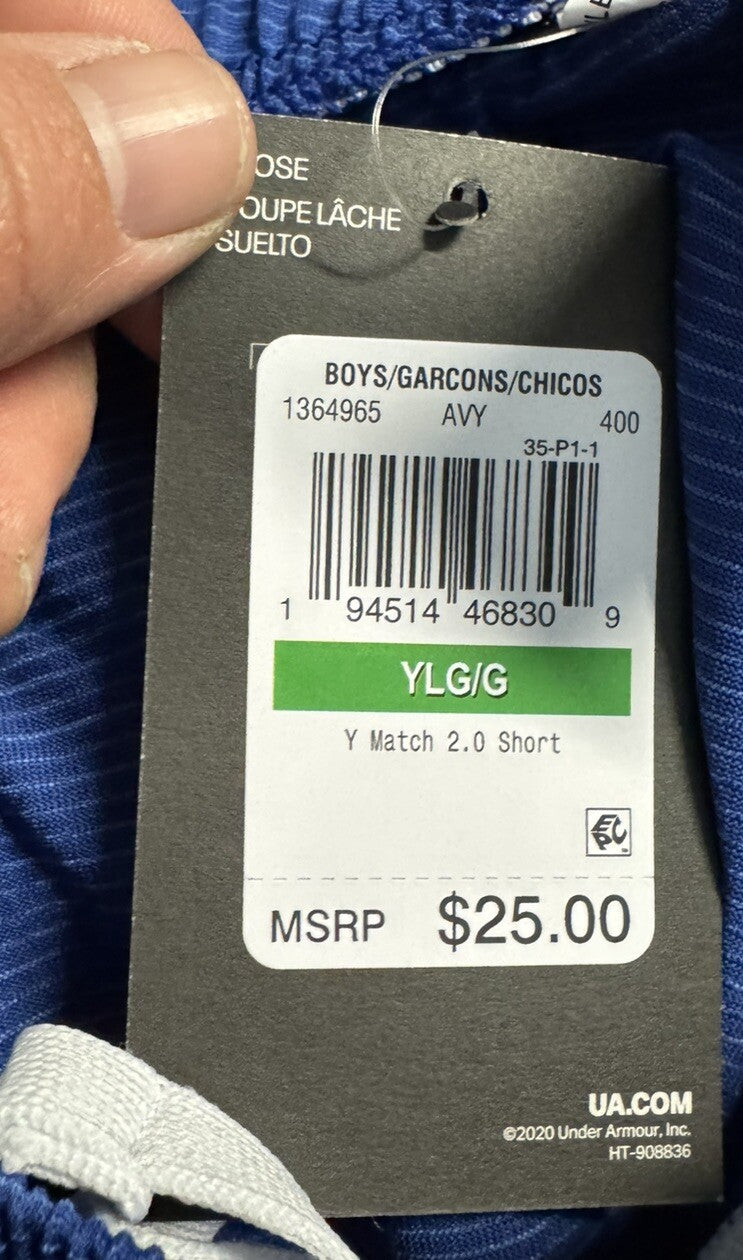 OUPE LÂCHE
SUELTO
BOYS/GARCONS/CHICOS
1364965 AVY 400
35-P1-1
1 94514 46830 9
YLG/G
Y Match 2.0 Short
EPC
MSRP $25.00
UA.COM
©2020 Under Armour, Inc.
HT-908836